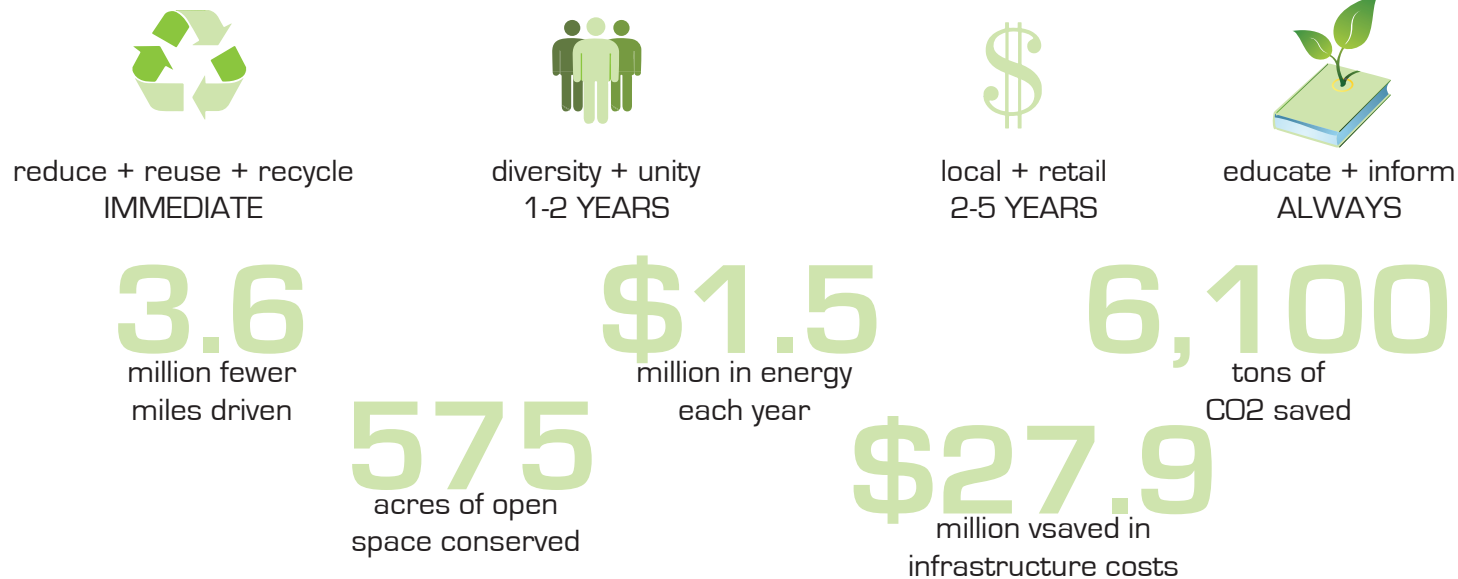 reduce + reuse + recycle
IMMEDIATE
diversity + unity
1-2 YEARS
$
local + retail
2-5 YEARS
educate + inform
ALWAYS
3.6
million fewer
miles driven
575
acres of open
space conserved
$1.5
million in energy
each year
$27.9
million vsaved in
infrastructure costs
6,100
tons of
CO2 saved